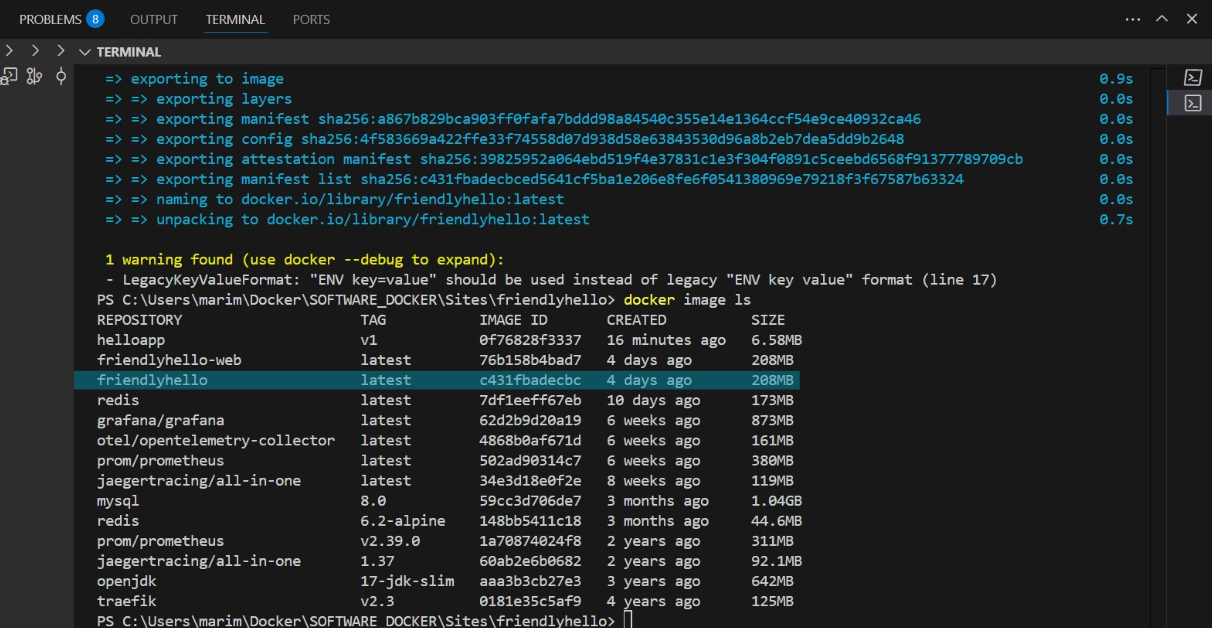 PROBLEMS 8 OUTPUT TERMINAL PORTS
TERMINAL
=> exporting to image 0.9s
=> => exporting layers 0.0s
=> => exporting manifest sha256:a867b829bca903ff0fafa7bddd98a84540c355e14e1364ccf54e9ce40932ca46 0.0s
=> => exporting config sha256:4f583669a422ffe33f74558d07d938d58e63843530d96a8b2eb7dea5dd9b2648 0.0s
=> => exporting attestation manifest sha256:39825952a064ebd519f4e37831c1e3f304f0891c5ceebd6568f91377789709cb 0.0s
=> => exporting manifest list sha256:c431fbadecbced5641cf5ba1e206e8fe6f0541380969e79218f3f67587b63324 0.0s
=> => naming to docker.io/library/friendlyhello:latest 0.0s
=> => unpacking to docker.io/library/friendlyhello:latest 0.7s
1 warning found (use docker --debug to expand):
- LegacyKeyValueFormat: "ENV key=value" should be used instead of legacy "ENV key value" format (line 17)
PS C:\Users\marim\Docker\SOFTWARE_DOCKER\Sites\friendlyhello> docker image ls
REPOSITORY TAG IMAGE ID CREATED SIZE
helloapp v1 0f76828f3337 16 minutes ago 6.58MB
friendlyhello-web latest 76b158b4bad7 4 days ago 208MB
friendlyhello latest c431fbadecbc 4 days ago 208MB
redis latest 7df1eeff67eb 10 days ago 173MB
grafana/grafana latest 62d2b9d20a19 6 weeks ago 873MB
otel/opentelemetry-collector latest 4868b0af671d 6 weeks ago 161MB
prom/prometheus latest 502ad90314c7 6 weeks ago 380MB
jaegertracing/all-in-one latest 34e3d18e0f2e 8 weeks ago 119MB
mysql 8.0 59cc3d706de7 3 months ago 1.04GB
redis 6.2-alpine 148bb5411c18 3 months ago 44.6MB
prom/prometheus v2.39.0 1a70874024f8 2 years ago 311MB
jaegertracing/all-in-one 1.37 60ab2e6b0682 2 years ago 92.1MB
openjdk 17-jdk-slim aaa3b3cb27e3 3 years ago 642MB
traefik v2.3 0181e35c5af9 4 years ago 125MB
PS C:\Users\marim\Docker\SOFTWARE_DOCKER\Sites\friendlyhello>